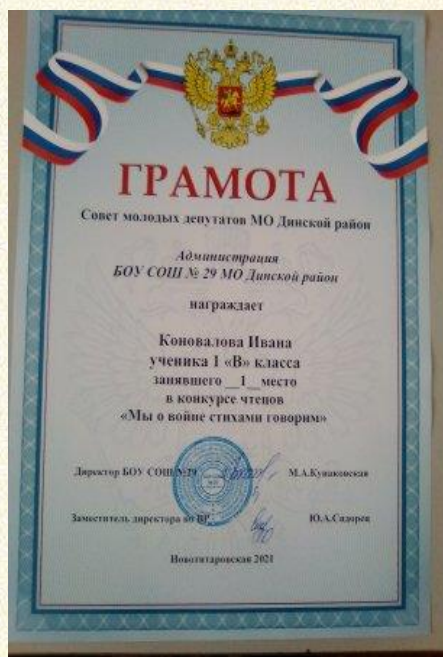 ГРАМОТА
Совет молодых депутатов МО Динской район
Администрация
БОУ СОШ № 29 МО Динской район
награждает
Коновалова Ивана
ученика 1 «В» класса
занявшего __1__место
в конкурсе чтецов
«Мы о войне стихами говорим»
Директор БОУ СОШ №29 М.А.Кунаковская
Заместитель директора по ВР Ю.А.Сидорец
Новотитаровская 2021